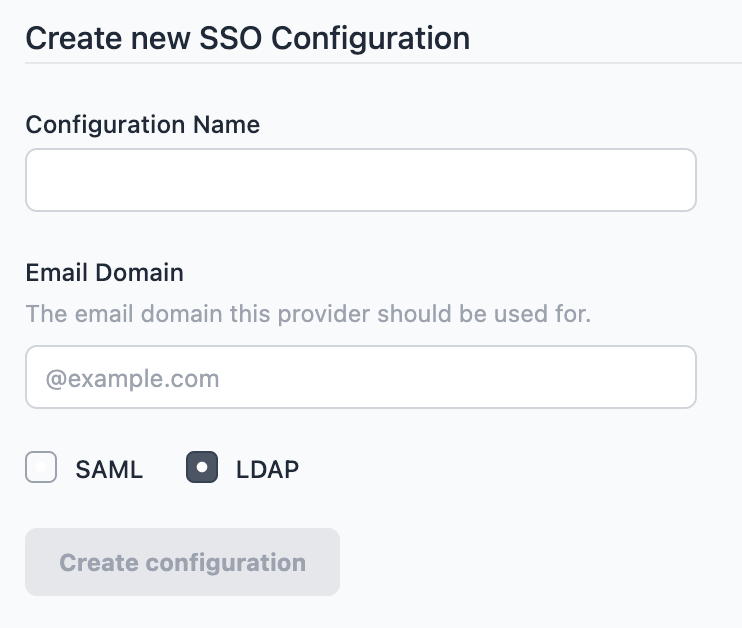 Create new SSO Configuration
Configuration Name
Email Domain
The email domain this provider should be used for.
@example.com
SAML LDAP
Create configuration